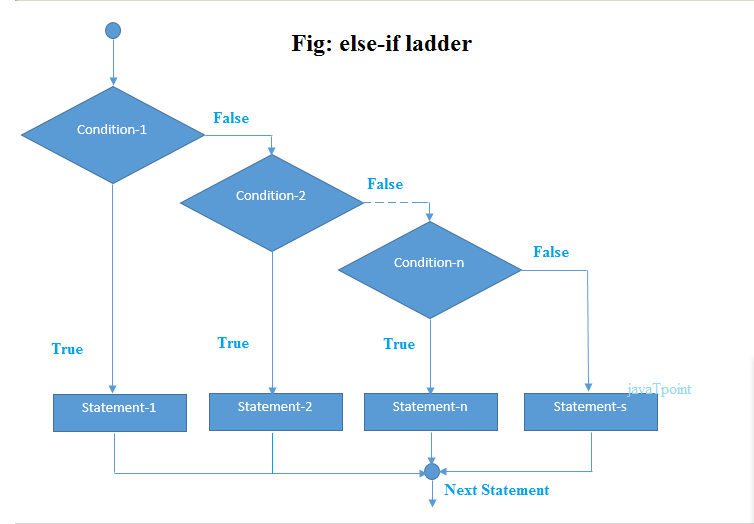 Fig: else-if ladder
False
Condition-1
False
Condition-2
False
Condition-n
True
True
True
javaTpoint
Statement-1
Statement-2
Statement-n
Statement-s
Next Statement